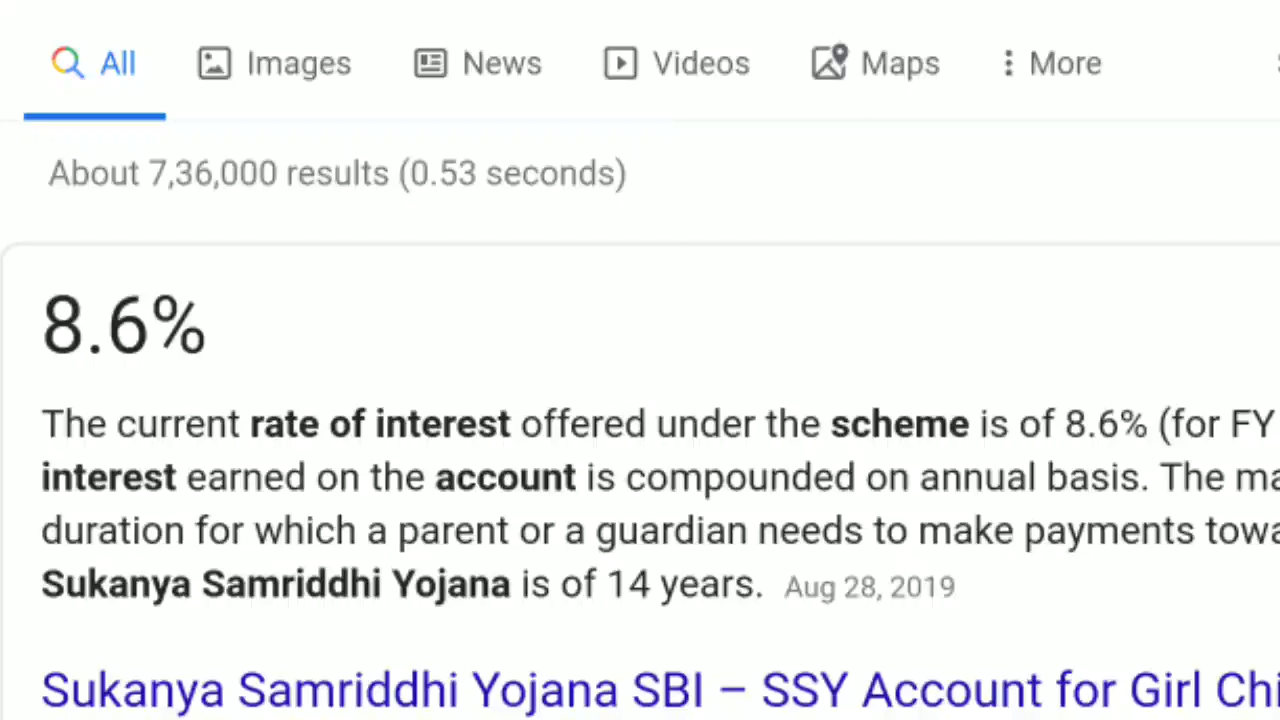 All Images News Videos Maps More
About 7,36,000 results (0.53 seconds)
8.6%
The current rate of interest offered under the scheme is of 8.6% (for FY
interest earned on the account is compounded on annual basis. The ma
duration for which a parent or a guardian needs to make payments towa
Sukanya Samriddhi Yojana is of 14 years. Aug 28, 2019
Sukanya Samriddhi Yojana SBI – SSY Account for Girl Chi